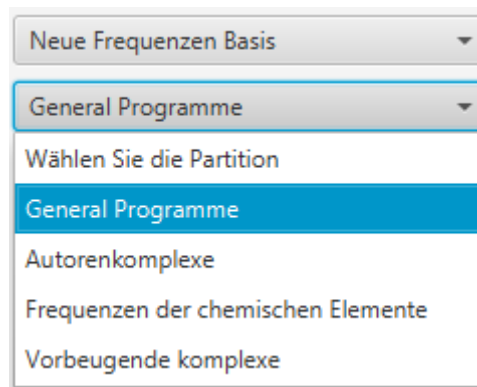 Neue Frequenzen Basis
General Programme
Wählen Sie die Partition
General Programme
Autorenkomplexe
Frequenzen der chemischen Elemente
Vorbeugende komplexe